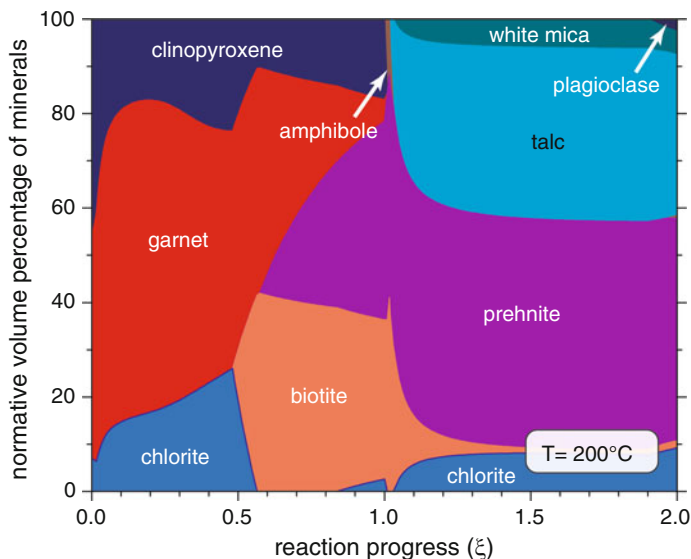 100
80
60
40
20
0
normative volume percentage of minerals
clinopyroxene
white mica
plagioclase
amphibole
talc
garnet
prehnite
biotite
T= 200°C
chlorite
chlorite
0.0
0.5
1.0
1.5
2.0
reaction progress (ξ)